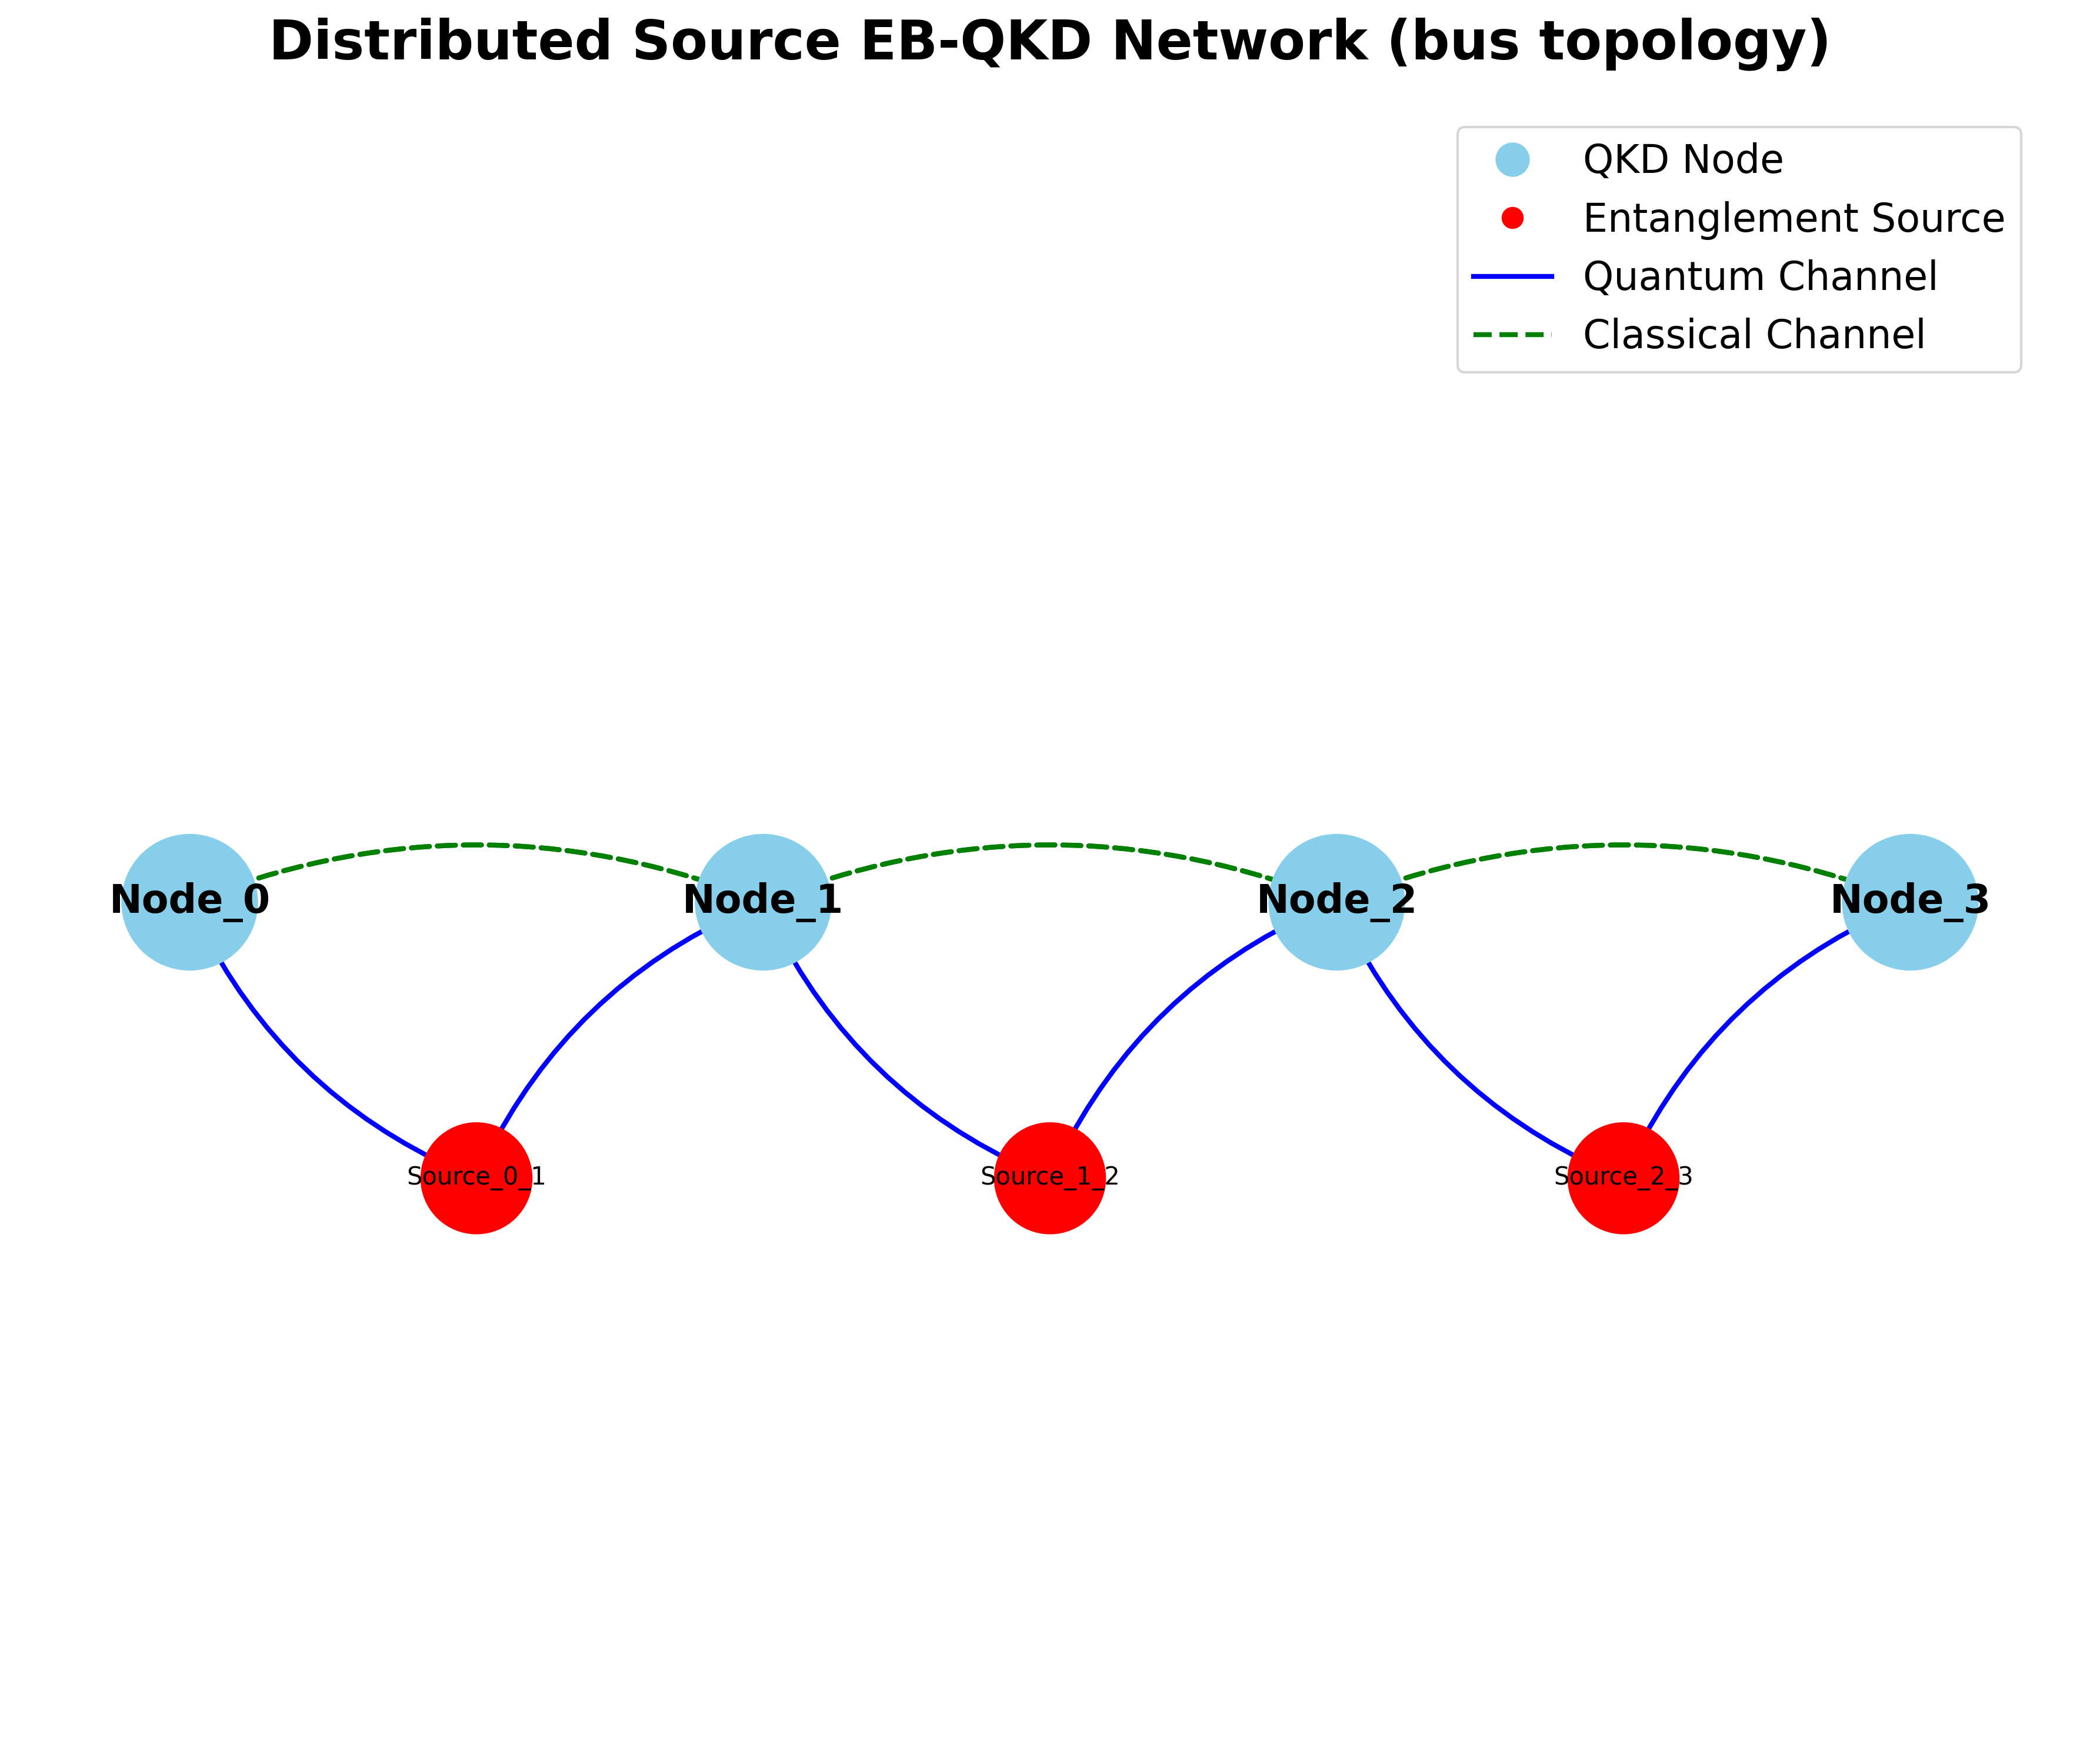 Distributed Source EB-QKD Network (bus topology)
QKD Node
Entanglement Source
Quantum Channel
Classical Channel
Node_0
Node_1
Node_2
Node_3
Source_0_1
Source_1_2
Source_2_3